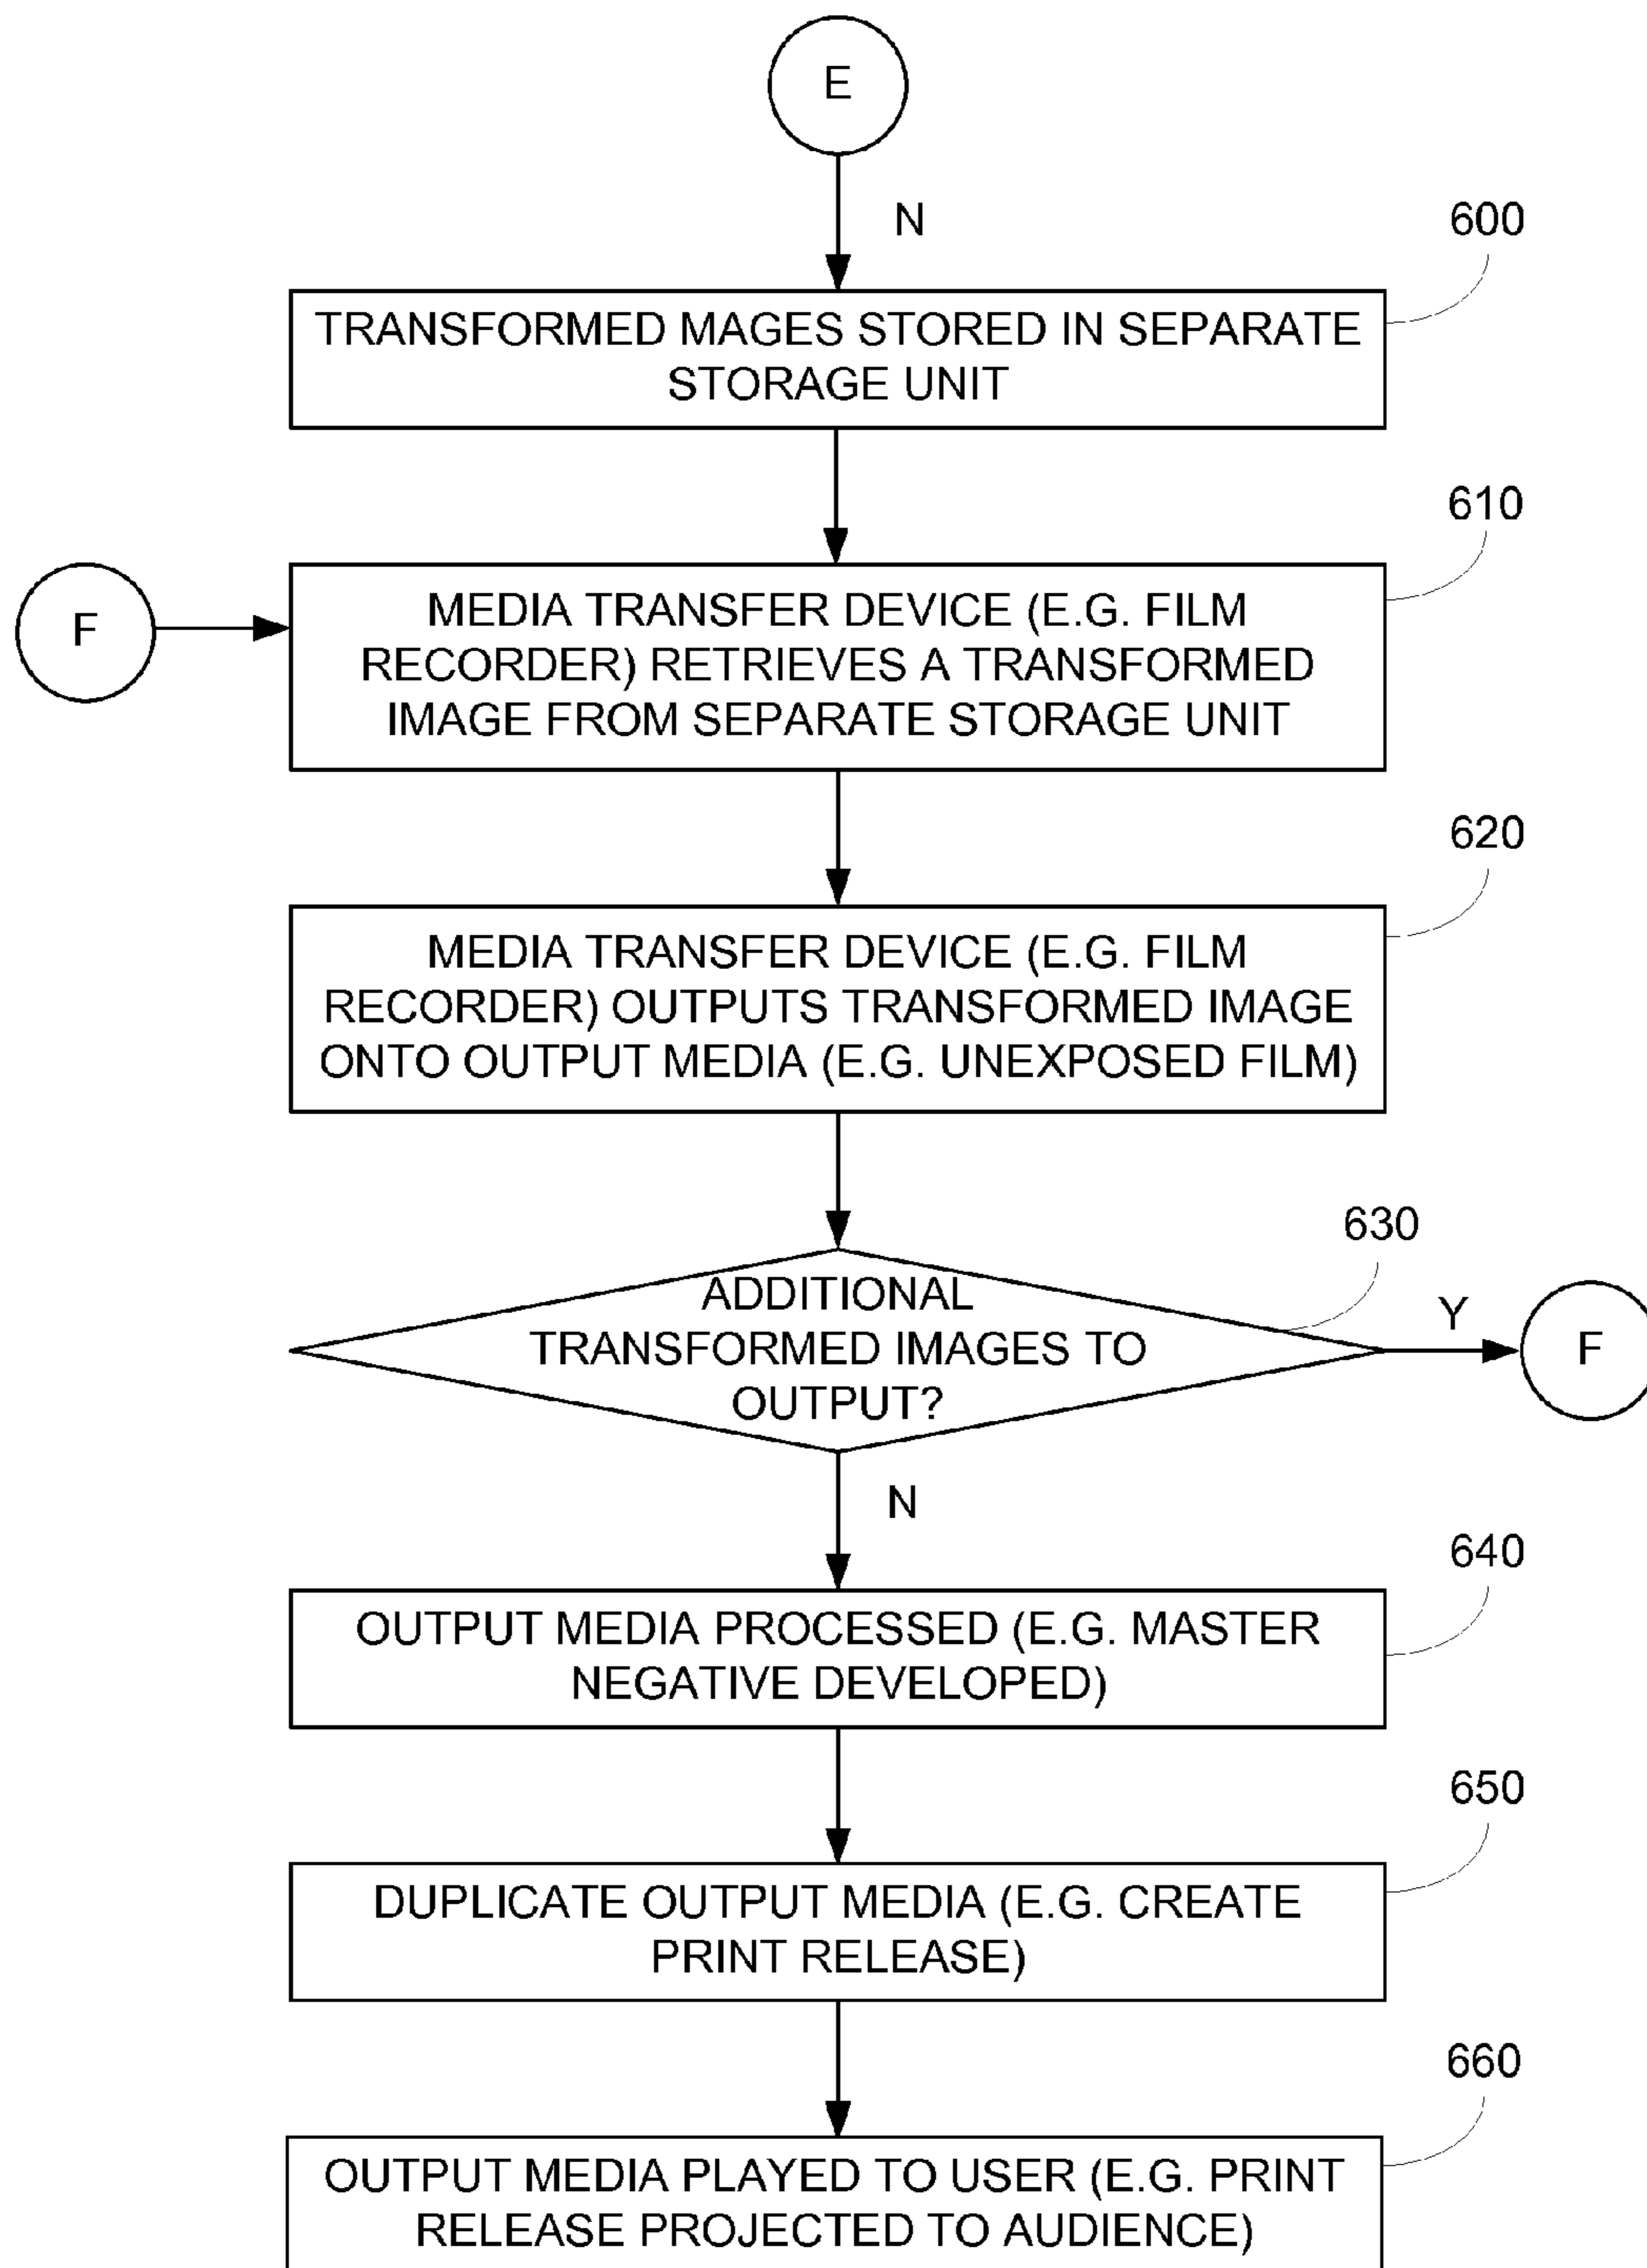 E
N
600
TRANSFORMED MAGES STORED IN SEPARATE
STORAGE UNIT
610
F
MEDIA TRANSFER DEVICE (E.G. FILM
RECORDER) RETRIEVES A TRANSFORMED
IMAGE FROM SEPARATE STORAGE UNIT
620
MEDIA TRANSFER DEVICE (E.G. FILM
RECORDER) OUTPUTS TRANSFORMED IMAGE
ONTO OUTPUT MEDIA (E.G. UNEXPOSED FILM)
630
ADDITIONAL
TRANSFORMED IMAGES TO
OUTPUT?
Y
F
N
640
OUTPUT MEDIA PROCESSED (E.G. MASTER
NEGATIVE DEVELOPED)
650
DUPLICATE OUTPUT MEDIA (E.G. CREATE
PRINT RELEASE)
660
OUTPUT MEDIA PLAYED TO USER (E.G. PRINT
RELEASE PROJECTED TO AUDIENCE)